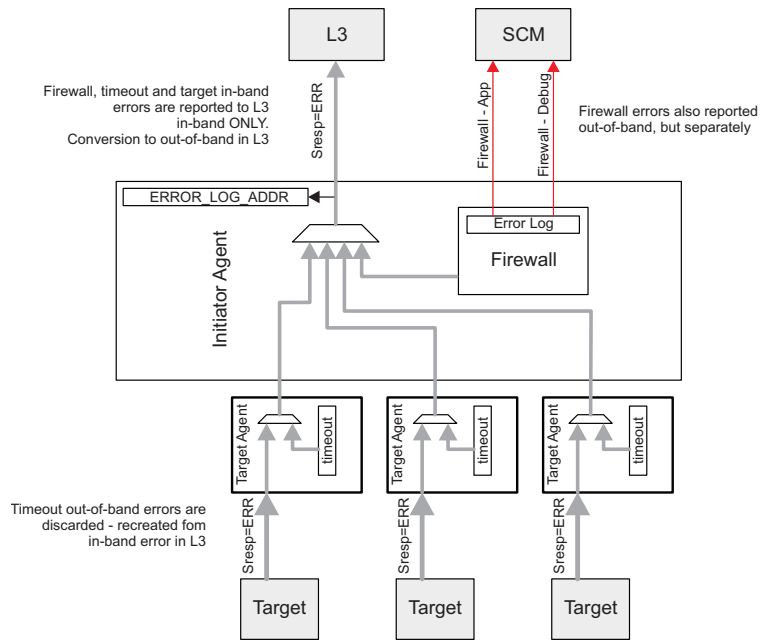 L3
SCM
Firewall, timeout and target in-band
errors are reported to L3
in-band ONLY.
Conversion to out-of-band in L3
Sresp=ERR
Firewall - App
Firewall - Debug
Firewall errors also reported
out-of-band, but separately
ERROR_LOG_ADDR
Error Log
Firewall
Initiator Agent
Target Agent
timeout
Target Agent
timeout
Target Agent
timeout
Timeout out-of-band errors are
discarded - recreated fom
in-band error in L3
Sresp=ERR
Sresp=ERR
Sresp=ERR
Target
Target
Target